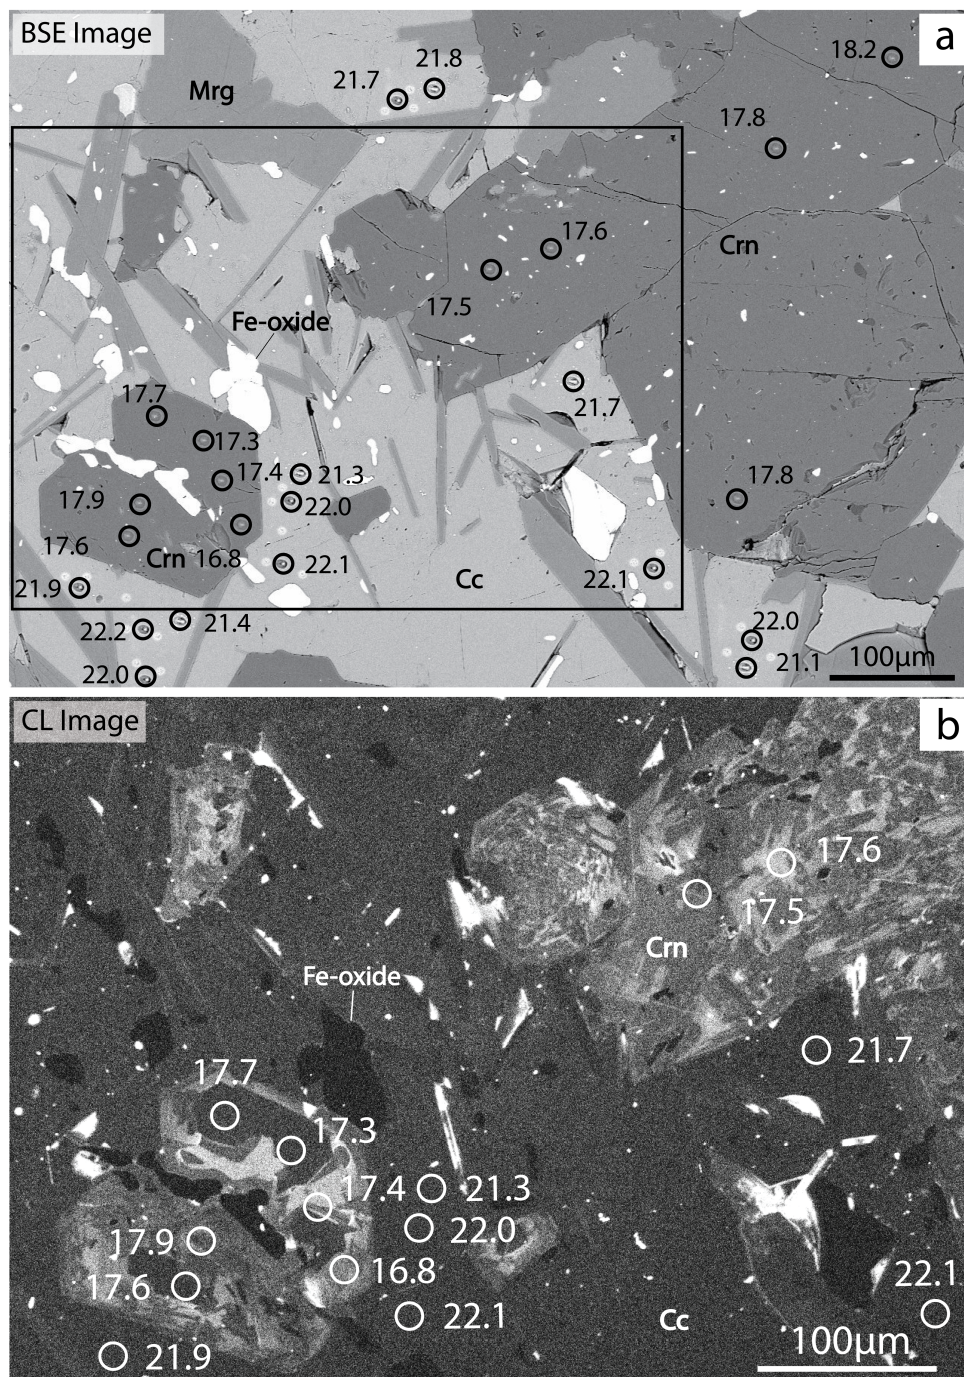 BSE Image
a
21.8
18.2
21.7
Mrg
17.8
17.6
Crn
17.5
Fe-oxide
17.7
21.7
17.3
17.4
21.3
17.9
22.0
17.8
17.6
Crn
16.8
22.1
Cc
22.1
21.9
22.2
21.4
22.0
22.0
21.1
100μm
CL Image
b
17.6
17.5
Crn
Fe-oxide
21.7
17.7
17.3
17.4
21.3
17.9
22.0
17.6
16.8
22.1
22.1
Cc
21.9
100μm